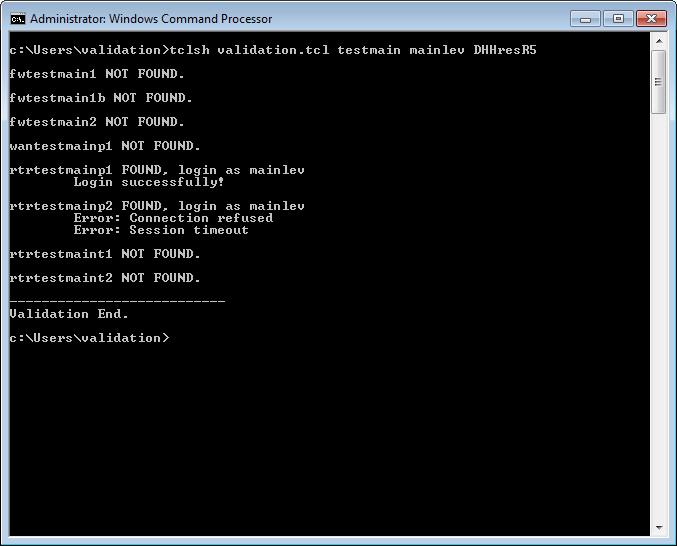 Administrator: Windows Command Processor
c:\Users\validation>tclsh validation.tcl testmain mainlev DHHresR5
fwtestmain1 NOT FOUND.
fwtestmain1b NOT FOUND.
fwtestmain2 NOT FOUND.
wantestmainp1 NOT FOUND.
rtrtestmainp1 FOUND, login as mainlev
Login successfully!
rtrtestmainp2 FOUND, login as mainlev
Error: Connection refused
Error: Session timeout
rtrtestmaint1 NOT FOUND.
rtrtestmaint2 NOT FOUND.
___________________________
Validation End.
c:\Users\validation>